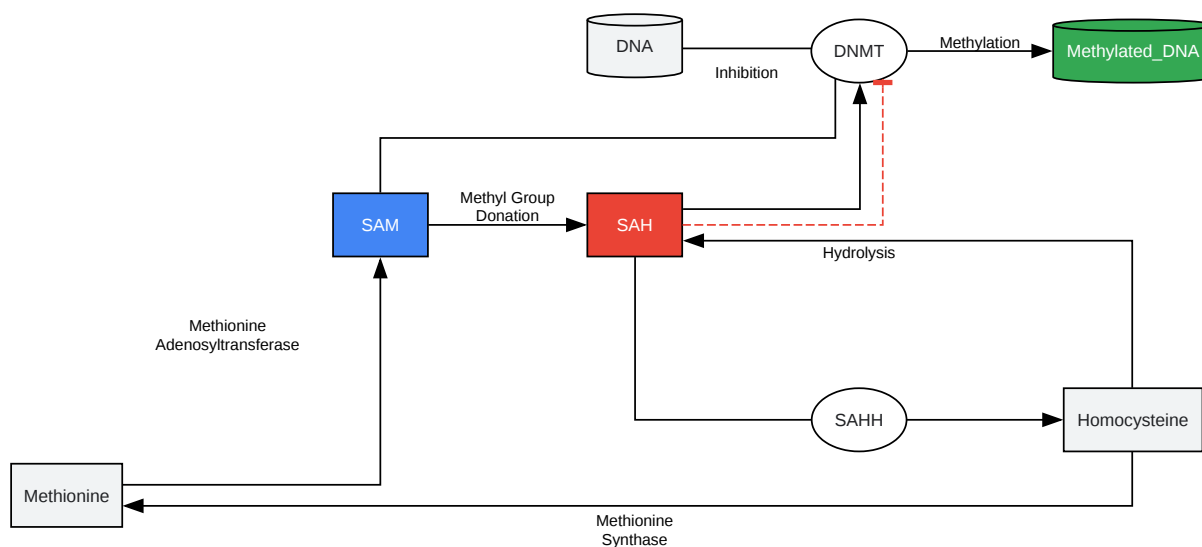 DNA
DNMT
Methylation
Methylated_DNA
Inhibition
SAM
Methyl Group
Donation
SAH
Hydrolysis
Methionine
Adenosyltransferase
SAHH
Homocysteine
Methionine
Methionine
Synthase